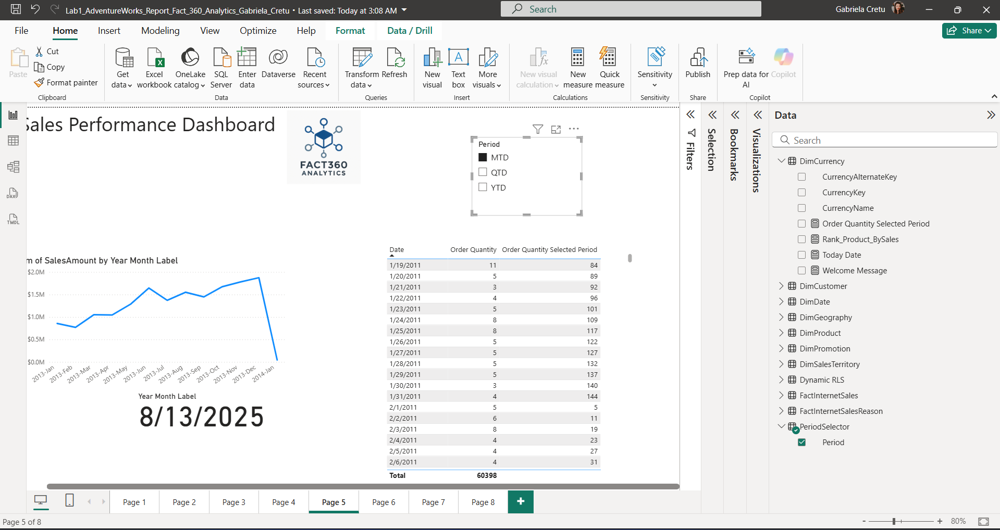 Lab1_AdventureWorks_Report_Fact_360_Analytics_Gabriela_Cretu • Last saved: Today at 3:08 AM
Search
Gabriela Cretu
File
Home
Insert
Modeling
View
Optimize
Help
Format
Data / Drill
Share
Paste
Cut
Copy
Format painter
Clipboard
Get data
Excel workbook
OneLake catalog
SQL Server
Enter data
Dataverse
Recent sources
Data
Transform data
Refresh
Queries
New visual
Text box
More visuals
Insert
New visual calculation
New measure
Quick measure
Calculations
Sensitivity
Sensitivity
Publish
Share
Prep data for AI
Copilot
Copilot
DAX
TMDL
Sales Performance Dashboard
FACT360
ANALYTICS
Period
MTD
QTD
YTD
m of SalesAmount by Year Month Label
$2.0M
$1.5M
$1.0M
$0.5M
$0.0M
2013-Jan
2013-Feb
2013-Mar
2013-Apr
2013-May
2013-Jun
2013-Jul
2013-Aug
2013-Sep
2013-Oct
2013-Nov
2013-Dec
2014-Jan
Year Month Label
8/13/2025
Date Order Quantity Order Quantity Selected Period
1/19/2011 11 84
1/20/2011 5 89
1/21/2011 3 92
1/22/2011 4 96
1/23/2011 5 101
1/24/2011 8 109
1/25/2011 8 117
1/26/2011 5 122
1/27/2011 5 127
1/28/2011 5 132
1/29/2011 5 137
1/30/2011 3 140
1/31/2011 4 144
2/1/2011 5 5
2/2/2011 6 11
2/3/2011 8 19
2/4/2011 4 23
2/5/2011 4 27
2/6/2011 4 31
Total 60398
Filters
Selection
Bookmarks
Visualizations
Data
Search
DimCurrency
CurrencyAlternateKey
CurrencyKey
CurrencyName
Order Quantity Selected Period
Rank_Product_BySales
Today Date
Welcome Message
DimCustomer
DimDate
DimGeography
DimProduct
DimPromotion
DimSalesTerritory
Dynamic RLS
FactInternetSales
FactInternetSalesReason
PeriodSelector
Period
Page 1
Page 2
Page 3
Page 4
Page 5
Page 6
Page 7
Page 8
Page 5 of 8
- + 80%